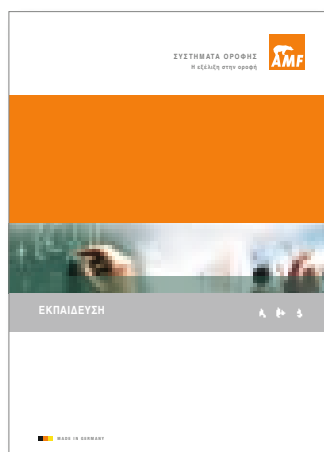 ΣΥΣΤΗΜΑΤΑ ΟΡΟΦΗΣ
Η εξέλιξη στην οροφή
AMF
ΕΚΠΑΙΔΕΥΣΗ
MADE IN GERMANY